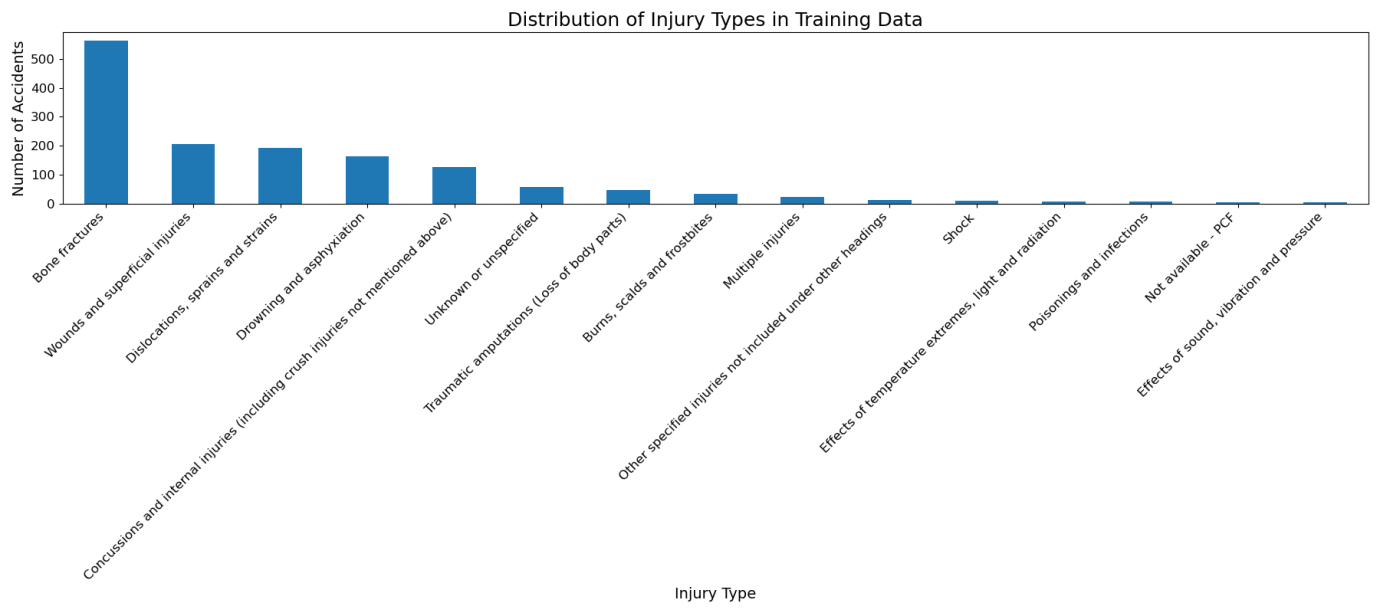 Distribution of Injury Types in Training Data
Number of Accidents
500
400
300
200
100
0
Bone fractures
Wounds and superficial injuries
Dislocations, sprains and strains
Drowning and asphyxiation
Concussions and internal injuries (including crush injuries not mentioned above)
Unknown or unspecified
Traumatic amputations (Loss of body parts)
Burns, scalds and frostbites
Multiple injuries
Other specified injuries not included under other headings
Shock
Effects of temperature extremes, light and radiation
Poisonings and infections
Not available - PCF
Effects of sound, vibration and pressure
Injury Type